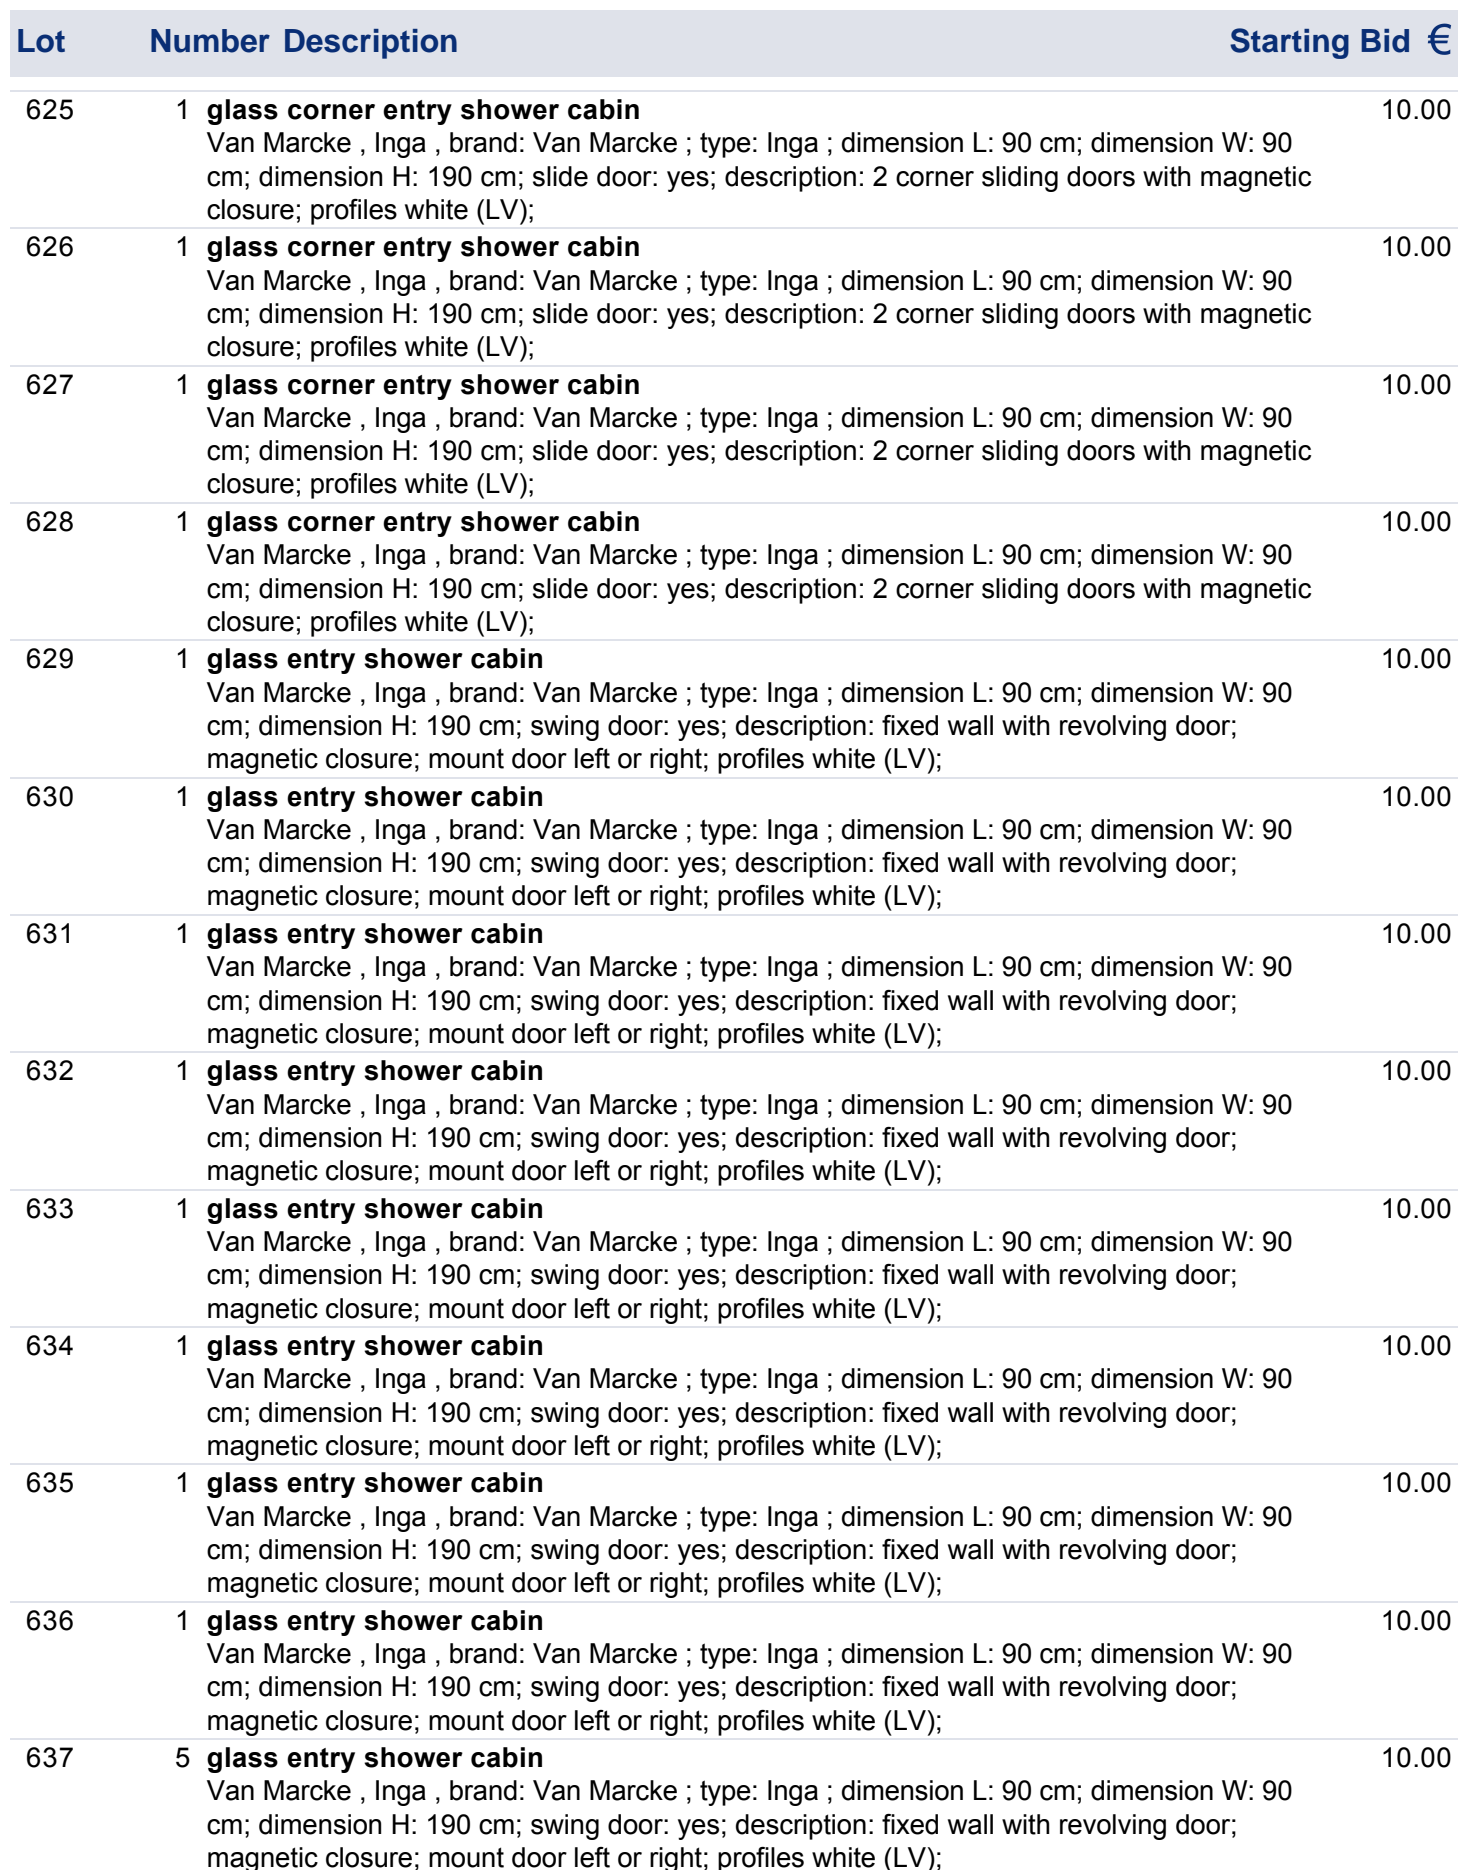 Lot Number Description Starting Bid €
625 1 glass corner entry shower cabin 10.00
Van Marcke , Inga , brand: Van Marcke ; type: Inga ; dimension L: 90 cm; dimension W: 90
cm; dimension H: 190 cm; slide door: yes; description: 2 corner sliding doors with magnetic
closure; profiles white (LV);
626 1 glass corner entry shower cabin 10.00
Van Marcke , Inga , brand: Van Marcke ; type: Inga ; dimension L: 90 cm; dimension W: 90
cm; dimension H: 190 cm; slide door: yes; description: 2 corner sliding doors with magnetic
closure; profiles white (LV);
627 1 glass corner entry shower cabin 10.00
Van Marcke , Inga , brand: Van Marcke ; type: Inga ; dimension L: 90 cm; dimension W: 90
cm; dimension H: 190 cm; slide door: yes; description: 2 corner sliding doors with magnetic
closure; profiles white (LV);
628 1 glass corner entry shower cabin 10.00
Van Marcke , Inga , brand: Van Marcke ; type: Inga ; dimension L: 90 cm; dimension W: 90
cm; dimension H: 190 cm; slide door: yes; description: 2 corner sliding doors with magnetic
closure; profiles white (LV);
629 1 glass entry shower cabin 10.00
Van Marcke , Inga , brand: Van Marcke ; type: Inga ; dimension L: 90 cm; dimension W: 90
cm; dimension H: 190 cm; swing door: yes; description: fixed wall with revolving door;
magnetic closure; mount door left or right; profiles white (LV);
630 1 glass entry shower cabin 10.00
Van Marcke , Inga , brand: Van Marcke ; type: Inga ; dimension L: 90 cm; dimension W: 90
cm; dimension H: 190 cm; swing door: yes; description: fixed wall with revolving door;
magnetic closure; mount door left or right; profiles white (LV);
631 1 glass entry shower cabin 10.00
Van Marcke , Inga , brand: Van Marcke ; type: Inga ; dimension L: 90 cm; dimension W: 90
cm; dimension H: 190 cm; swing door: yes; description: fixed wall with revolving door;
magnetic closure; mount door left or right; profiles white (LV);
632 1 glass entry shower cabin 10.00
Van Marcke , Inga , brand: Van Marcke ; type: Inga ; dimension L: 90 cm; dimension W: 90
cm; dimension H: 190 cm; swing door: yes; description: fixed wall with revolving door;
magnetic closure; mount door left or right; profiles white (LV);
633 1 glass entry shower cabin 10.00
Van Marcke , Inga , brand: Van Marcke ; type: Inga ; dimension L: 90 cm; dimension W: 90
cm; dimension H: 190 cm; swing door: yes; description: fixed wall with revolving door;
magnetic closure; mount door left or right; profiles white (LV);
634 1 glass entry shower cabin 10.00
Van Marcke , Inga , brand: Van Marcke ; type: Inga ; dimension L: 90 cm; dimension W: 90
cm; dimension H: 190 cm; swing door: yes; description: fixed wall with revolving door;
magnetic closure; mount door left or right; profiles white (LV);
635 1 glass entry shower cabin 10.00
Van Marcke , Inga , brand: Van Marcke ; type: Inga ; dimension L: 90 cm; dimension W: 90
cm; dimension H: 190 cm; swing door: yes; description: fixed wall with revolving door;
magnetic closure; mount door left or right; profiles white (LV);
636 1 glass entry shower cabin 10.00
Van Marcke , Inga , brand: Van Marcke ; type: Inga ; dimension L: 90 cm; dimension W: 90
cm; dimension H: 190 cm; swing door: yes; description: fixed wall with revolving door;
magnetic closure; mount door left or right; profiles white (LV);
637 5 glass entry shower cabin 10.00
Van Marcke , Inga , brand: Van Marcke ; type: Inga ; dimension L: 90 cm; dimension W: 90
cm; dimension H: 190 cm; swing door: yes; description: fixed wall with revolving door;
magnetic closure; mount door left or right; profiles white (LV);